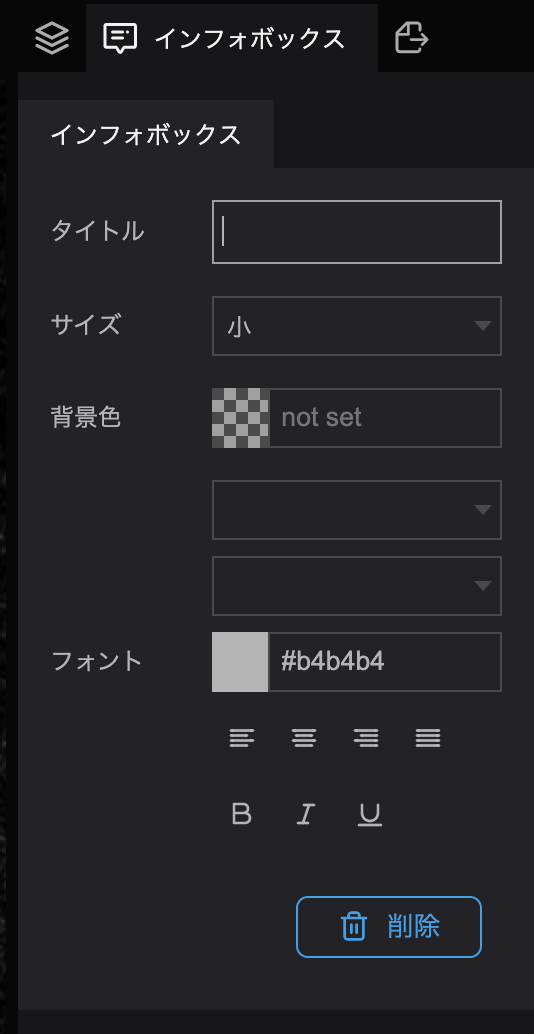 インフォボックス
インフォボックス
タイトル
サイズ
小
背景色
not set
フォント
#b4b4b4
B I U
削除